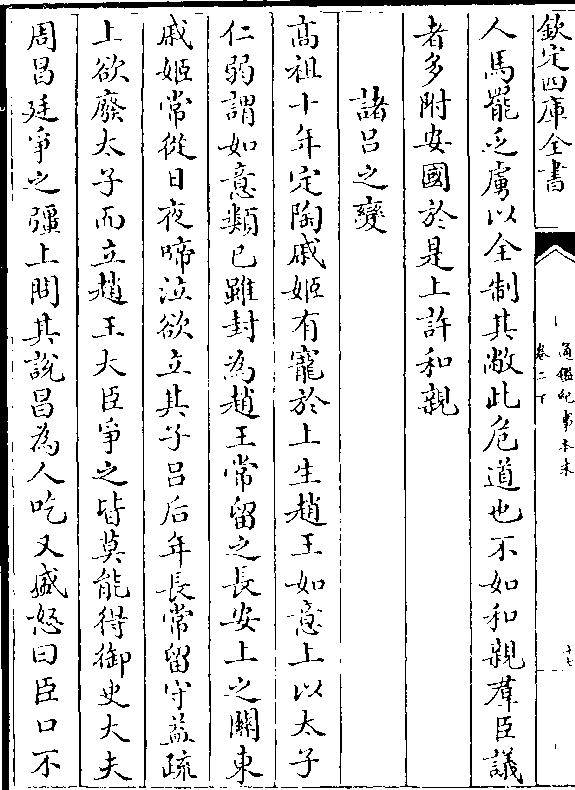 欽定四庫全書
通鑑紀事本末
卷二下
十七
人馬罷乏虜以全制其敝此危道也不如和親羣臣議
者多附安國於是上許和親
諸呂之變
高祖十年定陶戚姬有寵於上生趙王如意上以太子
仁弱謂如意類已雖封為趙王常留之長安上之關東
戚姬常從日夜啼泣欲立其子呂后年長常留守益疏
上欲廢太子而立趙王大臣爭之皆莫能得御史大夫
周昌廷爭之彊上問其說昌為人吃又盛怒曰臣口不